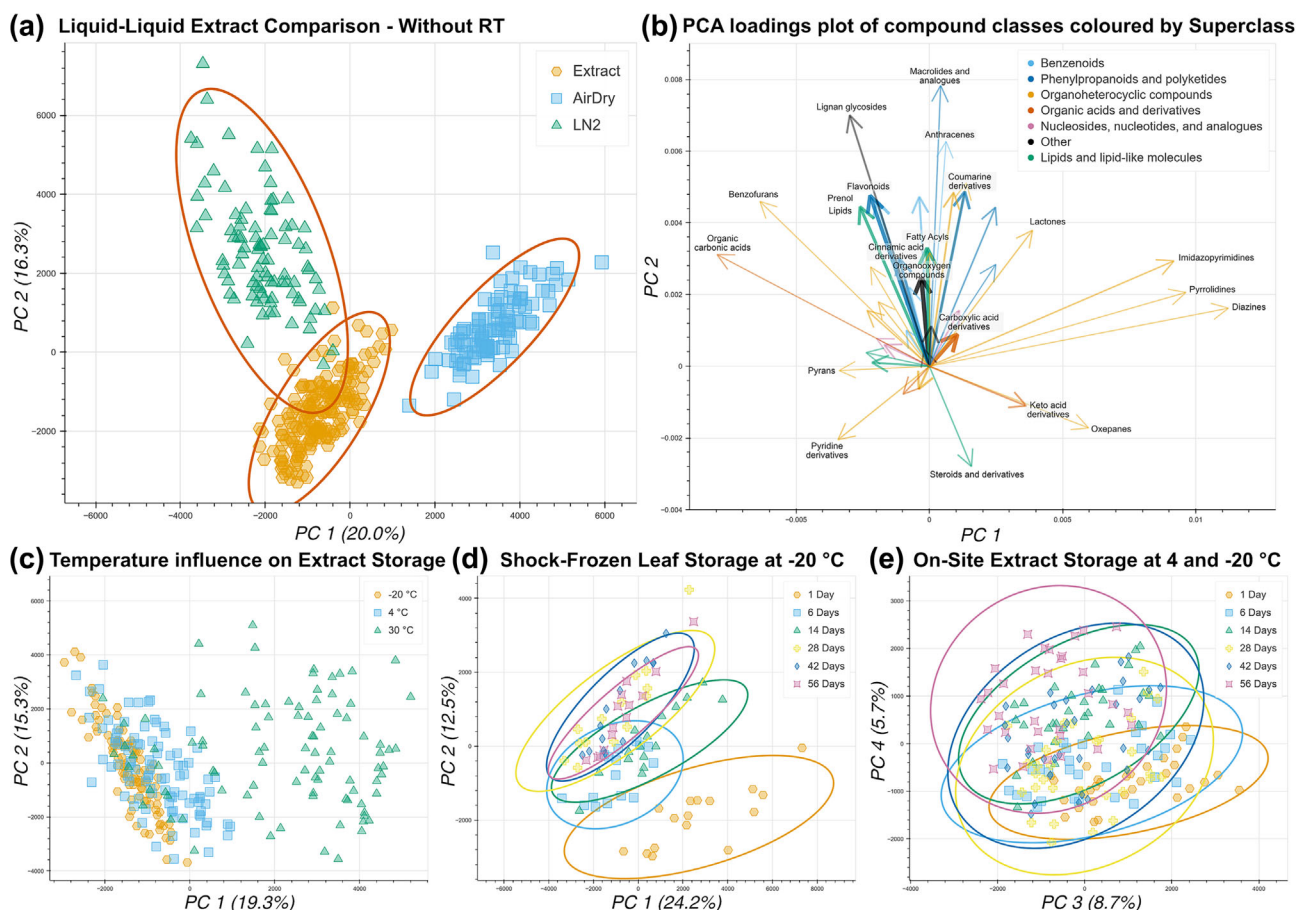 (a) Liquid-Liquid Extract Comparison - Without RT
Extract
AirDry
LN2
6000
4000
2000
0
−2000
−6000 −4000 −2000 0 2000 4000 6000
PC 2 (16.3%)
PC 1 (20.0%)
(b) PCA loadings plot of compound classes coloured by Superclass
Benzenoids
Phenylpropanoids and polyketides
Organoheterocyclic compounds
Organic acids and derivatives
Nucleosides, nucleotides, and analogues
Other
Lipids and lipid-like molecules
Macrolides and
analogues
Lignan glycosides
Anthracenes
Benzofurans
Flavonoids
Prenol
Lipids
Coumarine
derivatives
Lactones
Organic
carbonic acids
Fatty Acyls
Cinnamic acid
derivatives
Organooxygen
compounds
Imidazopyrimidines
Pyrrolidines
Diazines
Carboxylic acid
derivatives
Pyrans
Keto acid
derivatives
Oxepanes
Pyridine
derivatives
Steroids and derivatives
0.008
0.006
0.004
0.002
0
−0.002
−0.004
−0.005 0 0.005 0.01
PC 2
PC 1
(c) Temperature influence on Extract Storage
-20 °C
4 °C
30 °C
6000
4000
2000
0
−2000
−4000
−2000 0 2000 4000
PC 2 (15.3%)
PC 1 (19.3%)
(d) Shock-Frozen Leaf Storage at -20 °C
1 Day
6 Days
14 Days
28 Days
42 Days
56 Days
4000
2000
0
−2000
−6000 −4000 −2000 0 2000 4000 6000 8000
PC 2 (12.5%)
PC 1 (24.2%)
(e) On-Site Extract Storage at 4 and -20 °C
1 Day
6 Days
14 Days
28 Days
42 Days
56 Days
3000
2000
1000
0
−1000
−2000
−4000 −2000 0 2000 4000
PC 4 (5.7%)
PC 3 (8.7%)